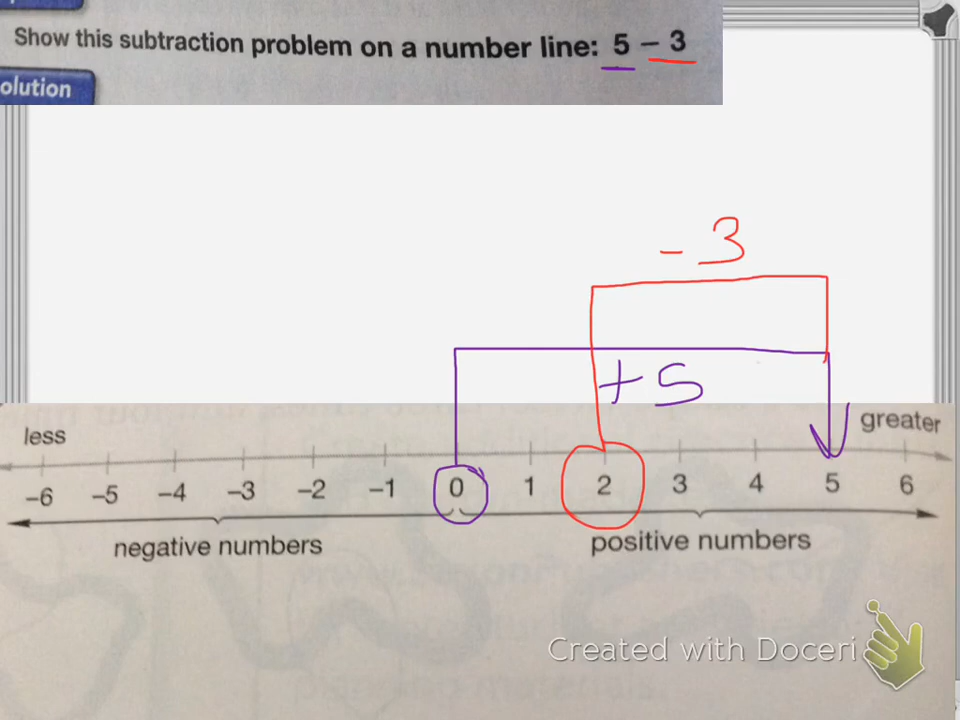 Show this subtraction problem on a number line: 5 – 3
olution
- 3
+ 5
less
greater
–6 –5 –4 –3 –2 –1 0 1 2 3 4 5 6
negative numbers
positive numbers
Created with Doceri